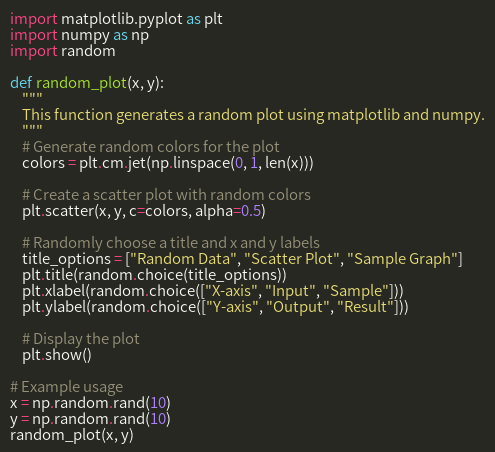 import matplotlib.pyplot as plt
import numpy as np
import random

def random_plot(x, y):
    """
    This function generates a random plot using matplotlib and numpy.
    """
    # Generate random colors for the plot
    colors = plt.cm.jet(np.linspace(0, 1, len(x)))

    # Create a scatter plot with random colors
    plt.scatter(x, y, c=colors, alpha=0.5)

    # Randomly choose a title and x and y labels
    title_options = ["Random Data", "Scatter Plot", "Sample Graph"]
    plt.title(random.choice(title_options))
    plt.xlabel(random.choice(["X-axis", "Input", "Sample"]))
    plt.ylabel(random.choice(["Y-axis", "Output", "Result"]))

    # Display the plot
    plt.show()

# Example usage
x = np.random.rand(10)
y = np.random.rand(10)
random_plot(x, y)